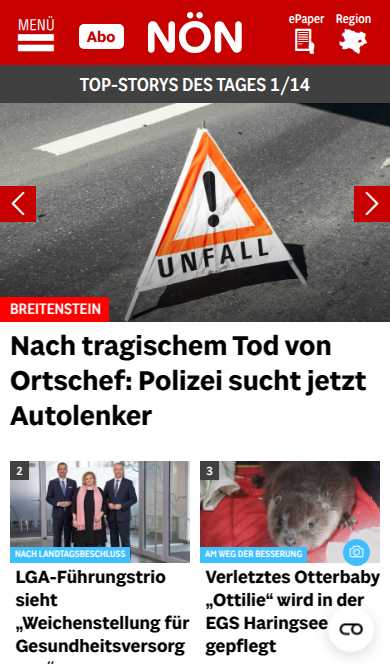 MENÜ
Abo
NÖN
ePaper
Region
TOP-STORYS DES TAGES 1/14
UNFALL
BREITENSTEIN
Nach tragischem Tod von
Ortschef: Polizei sucht jetzt
Autolenker
2
NACH LANDTAGSBESCHLUSS
LGA-Führungstrio
sieht
„Weichenstellung für
Gesundheitsversorg
3
AM WEG DER BESSERUNG
Verletztes Otterbaby
„Ottilie“ wird in der
EGS Haringsee
gepflegt